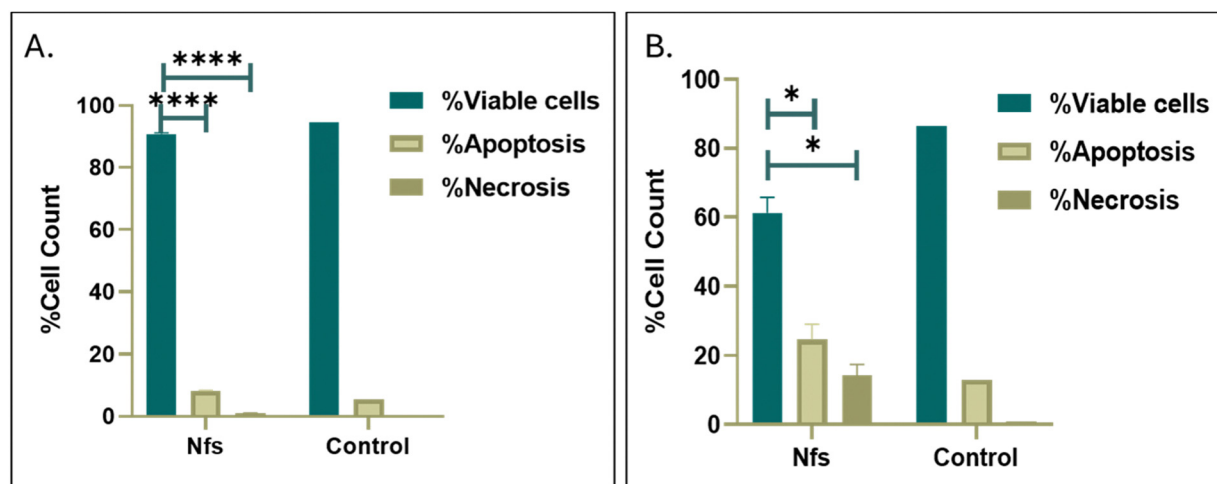 A.
****
****
%Viable cells
%Apoptosis
%Necrosis
%Cell Count
100
80
60
40
20
0
Nfs Control
B.
*
*
%Viable cells
%Apoptosis
%Necrosis
%Cell Count
100
80
60
40
20
0
Nfs Control